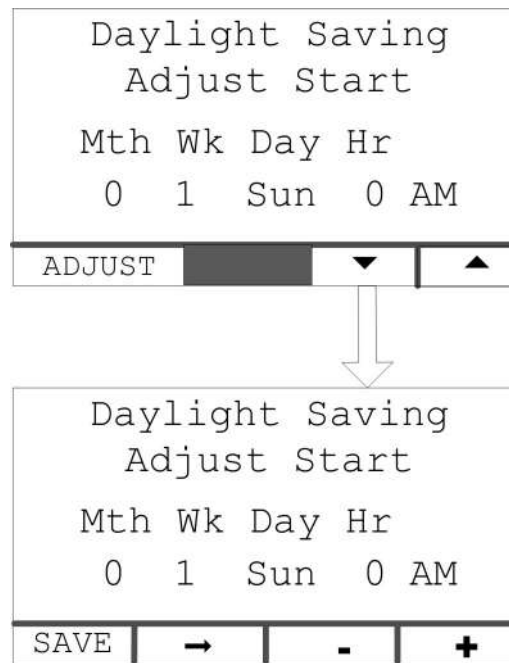 Daylight Saving
Adjust Start
Mth Wk Day Hr
0 1 Sun 0 AM
ADJUST ▼ ▲
Daylight Saving
Adjust Start
Mth Wk Day Hr
0 1 Sun 0 AM
SAVE → - +